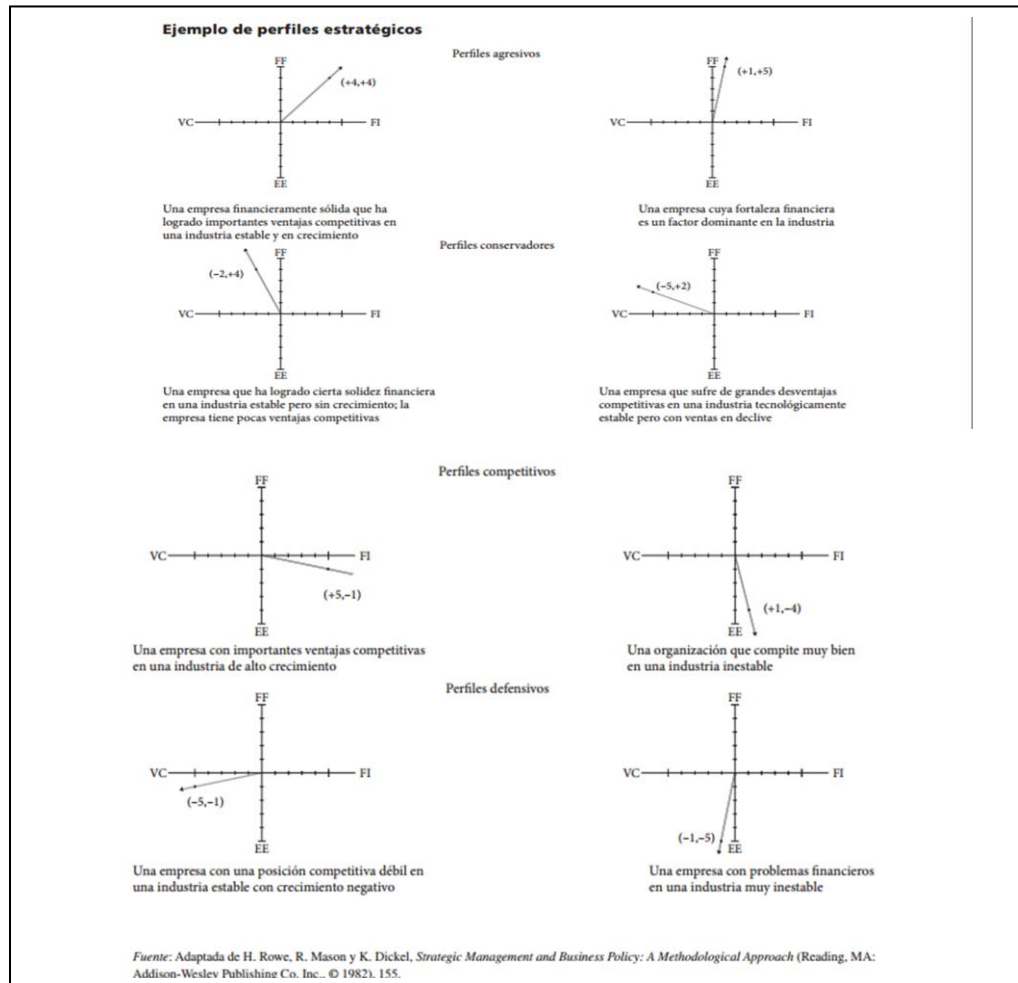 Ejemplo de perfiles estratégicos
Perfiles agresivos
FF
(+4,+4)
VC
FI
EE
Una empresa financieramente sólida que ha
logrado importantes ventajas competitivas en
una industria estable y en crecimiento
FF
(+1,+5)
VC
FI
EE
Una empresa cuya fortaleza financiera
es un factor dominante en la industria
Perfiles conservadores
FF
(−2,+4)
VC
FI
EE
Una empresa que ha logrado cierta solidez financiera
en una industria estable pero sin crecimiento; la
empresa tiene pocas ventajas competitivas
FF
(−5,+2)
VC
FI
EE
Una empresa que sufre de grandes desventajas
competitivas en una industria tecnológicamente
estable pero con ventas en declive
Perfiles competitivos
FF
VC
FI
(+5,−1)
EE
Una empresa con importantes ventajas competitivas
en una industria de alto crecimiento
FF
VC
FI
(+1,−4)
EE
Una organización que compite muy bien
en una industria inestable
Perfiles defensivos
FF
VC
FI
(−5,−1)
EE
Una empresa con una posición competitiva débil en
una industria estable con crecimiento negativo
FF
VC
FI
(−1,−5)
EE
Una empresa con problemas financieros
en una industria muy inestable
Fuente: Adaptada de H. Rowe, R. Mason y K. Dickel, Strategic Management and Business Policy: A Methodological Approach (Reading, MA:
Addison-Wesley Publishing Co. Inc., © 1982), 155.